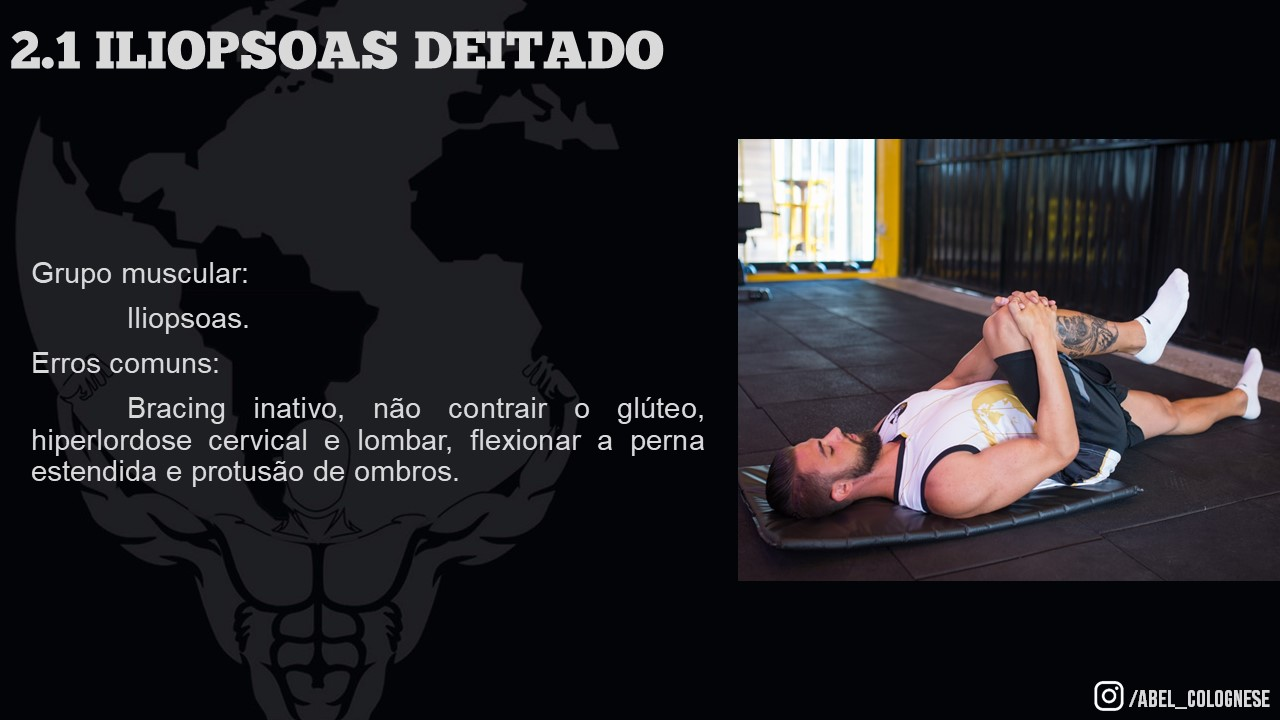 2.1 ILIOPSOAS DEITADO
Grupo muscular:
Iliopsoas.
Erros comuns:
Bracing inativo, não contrair o glúteo,
hiperlordose cervical e lombar, flexionar a perna
estendida e protusão de ombros.
/ABEL_COLOGNESE